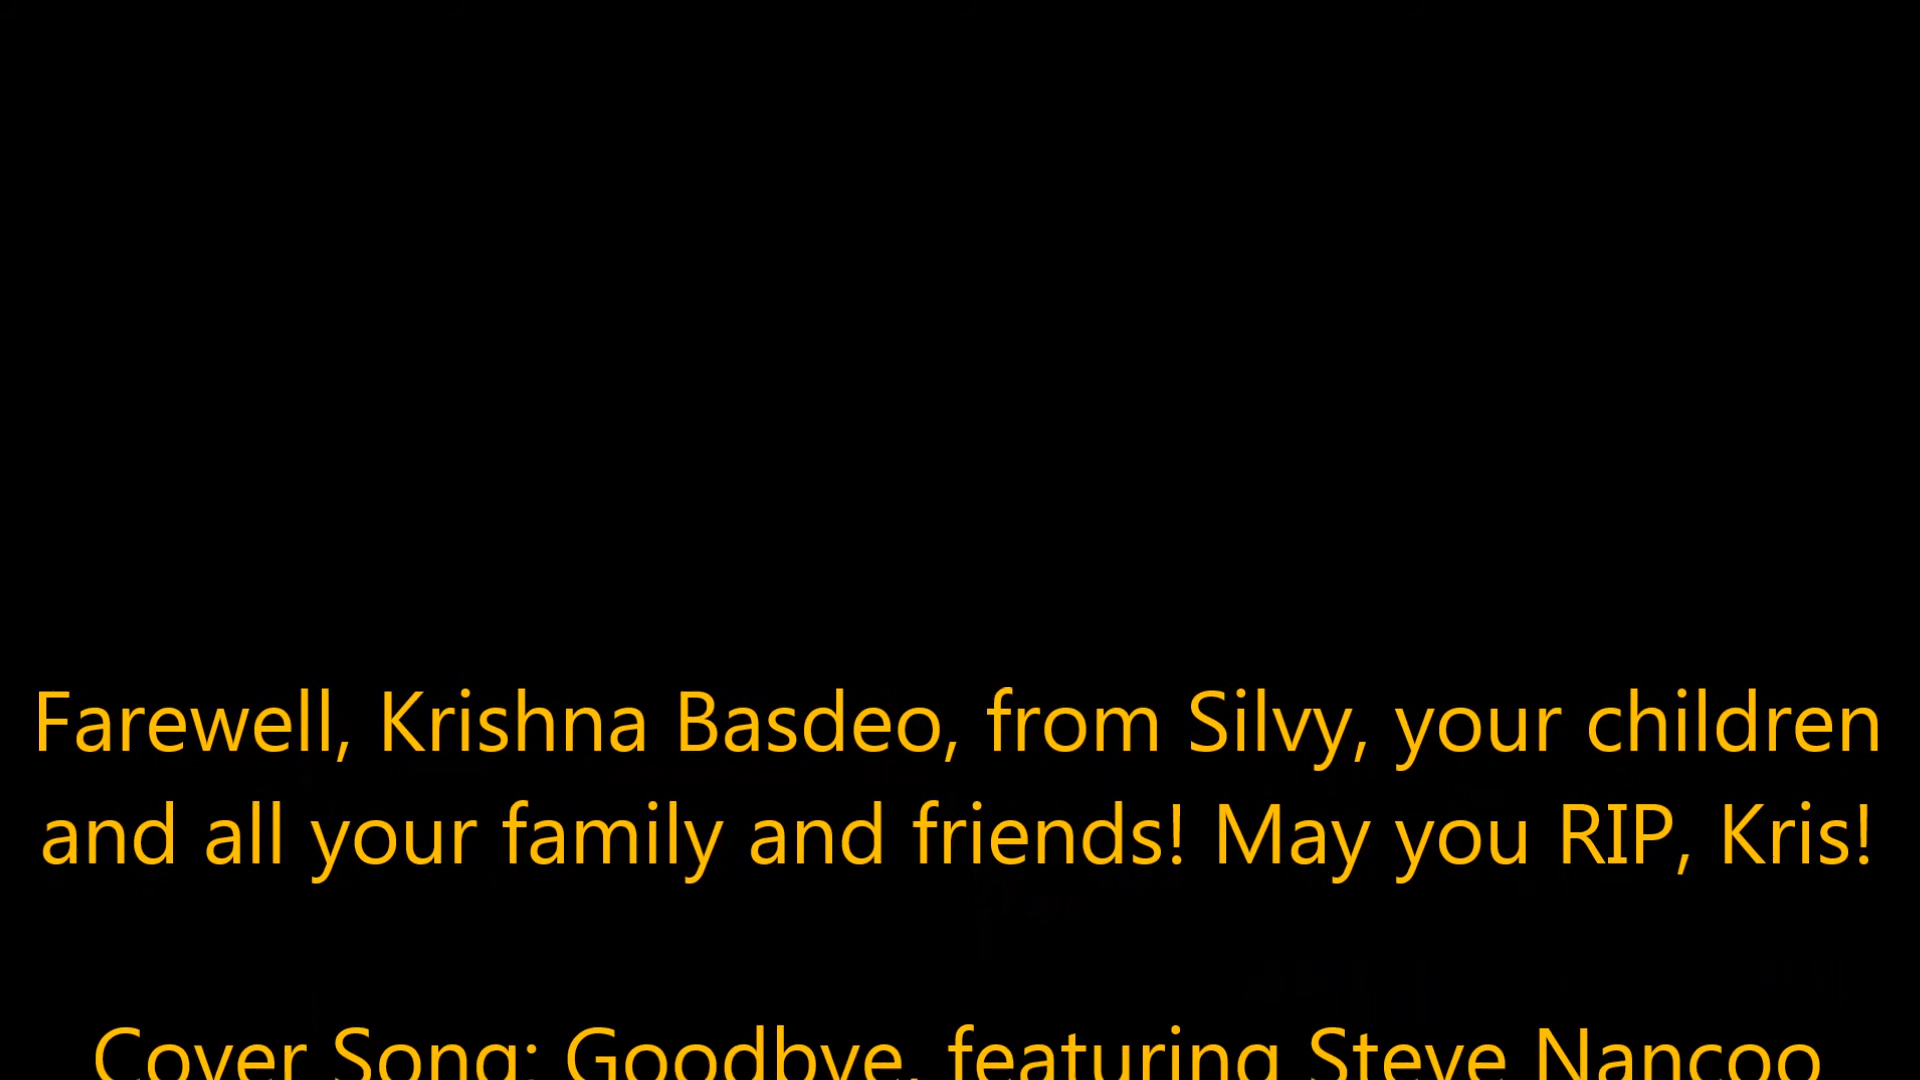 Farewell, Krishna Basdeo, from Silvy, your children
and all your family and friends! May you RIP, Kris!
Cover Song: Goodbye, featuring Steve Nancoo